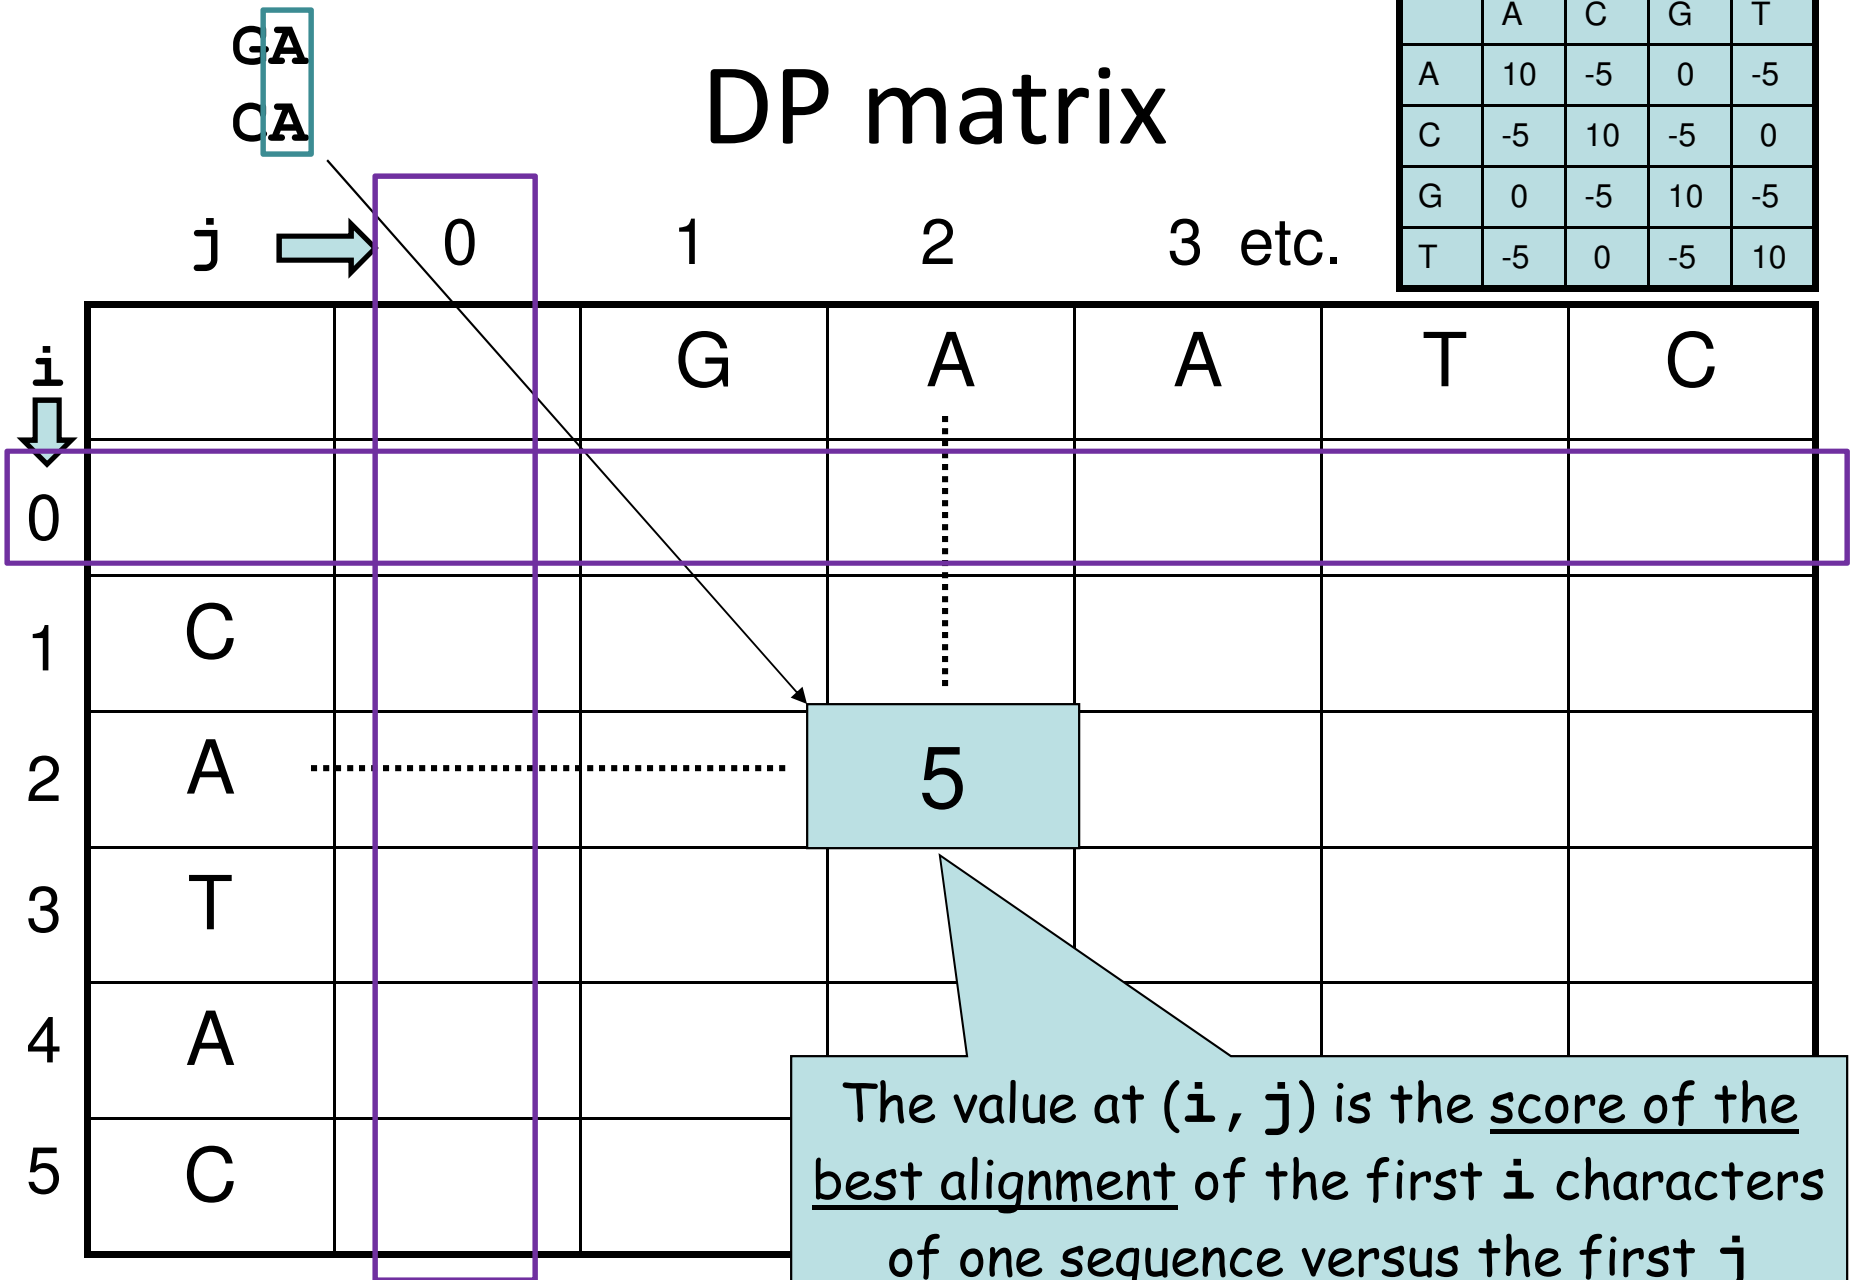 GA
CA
DP matrix
A C G T
A 10 -5 0 -5
C -5 10 -5 0
G 0 -5 10 -5
T -5 0 -5 10
j 0 1 2 3 etc.
i G A A T C
0
1 C
2 A 5
3 T
4 A
5 C
The value at (i, j) is the score of the
best alignment of the first i characters
of one sequence versus the first j